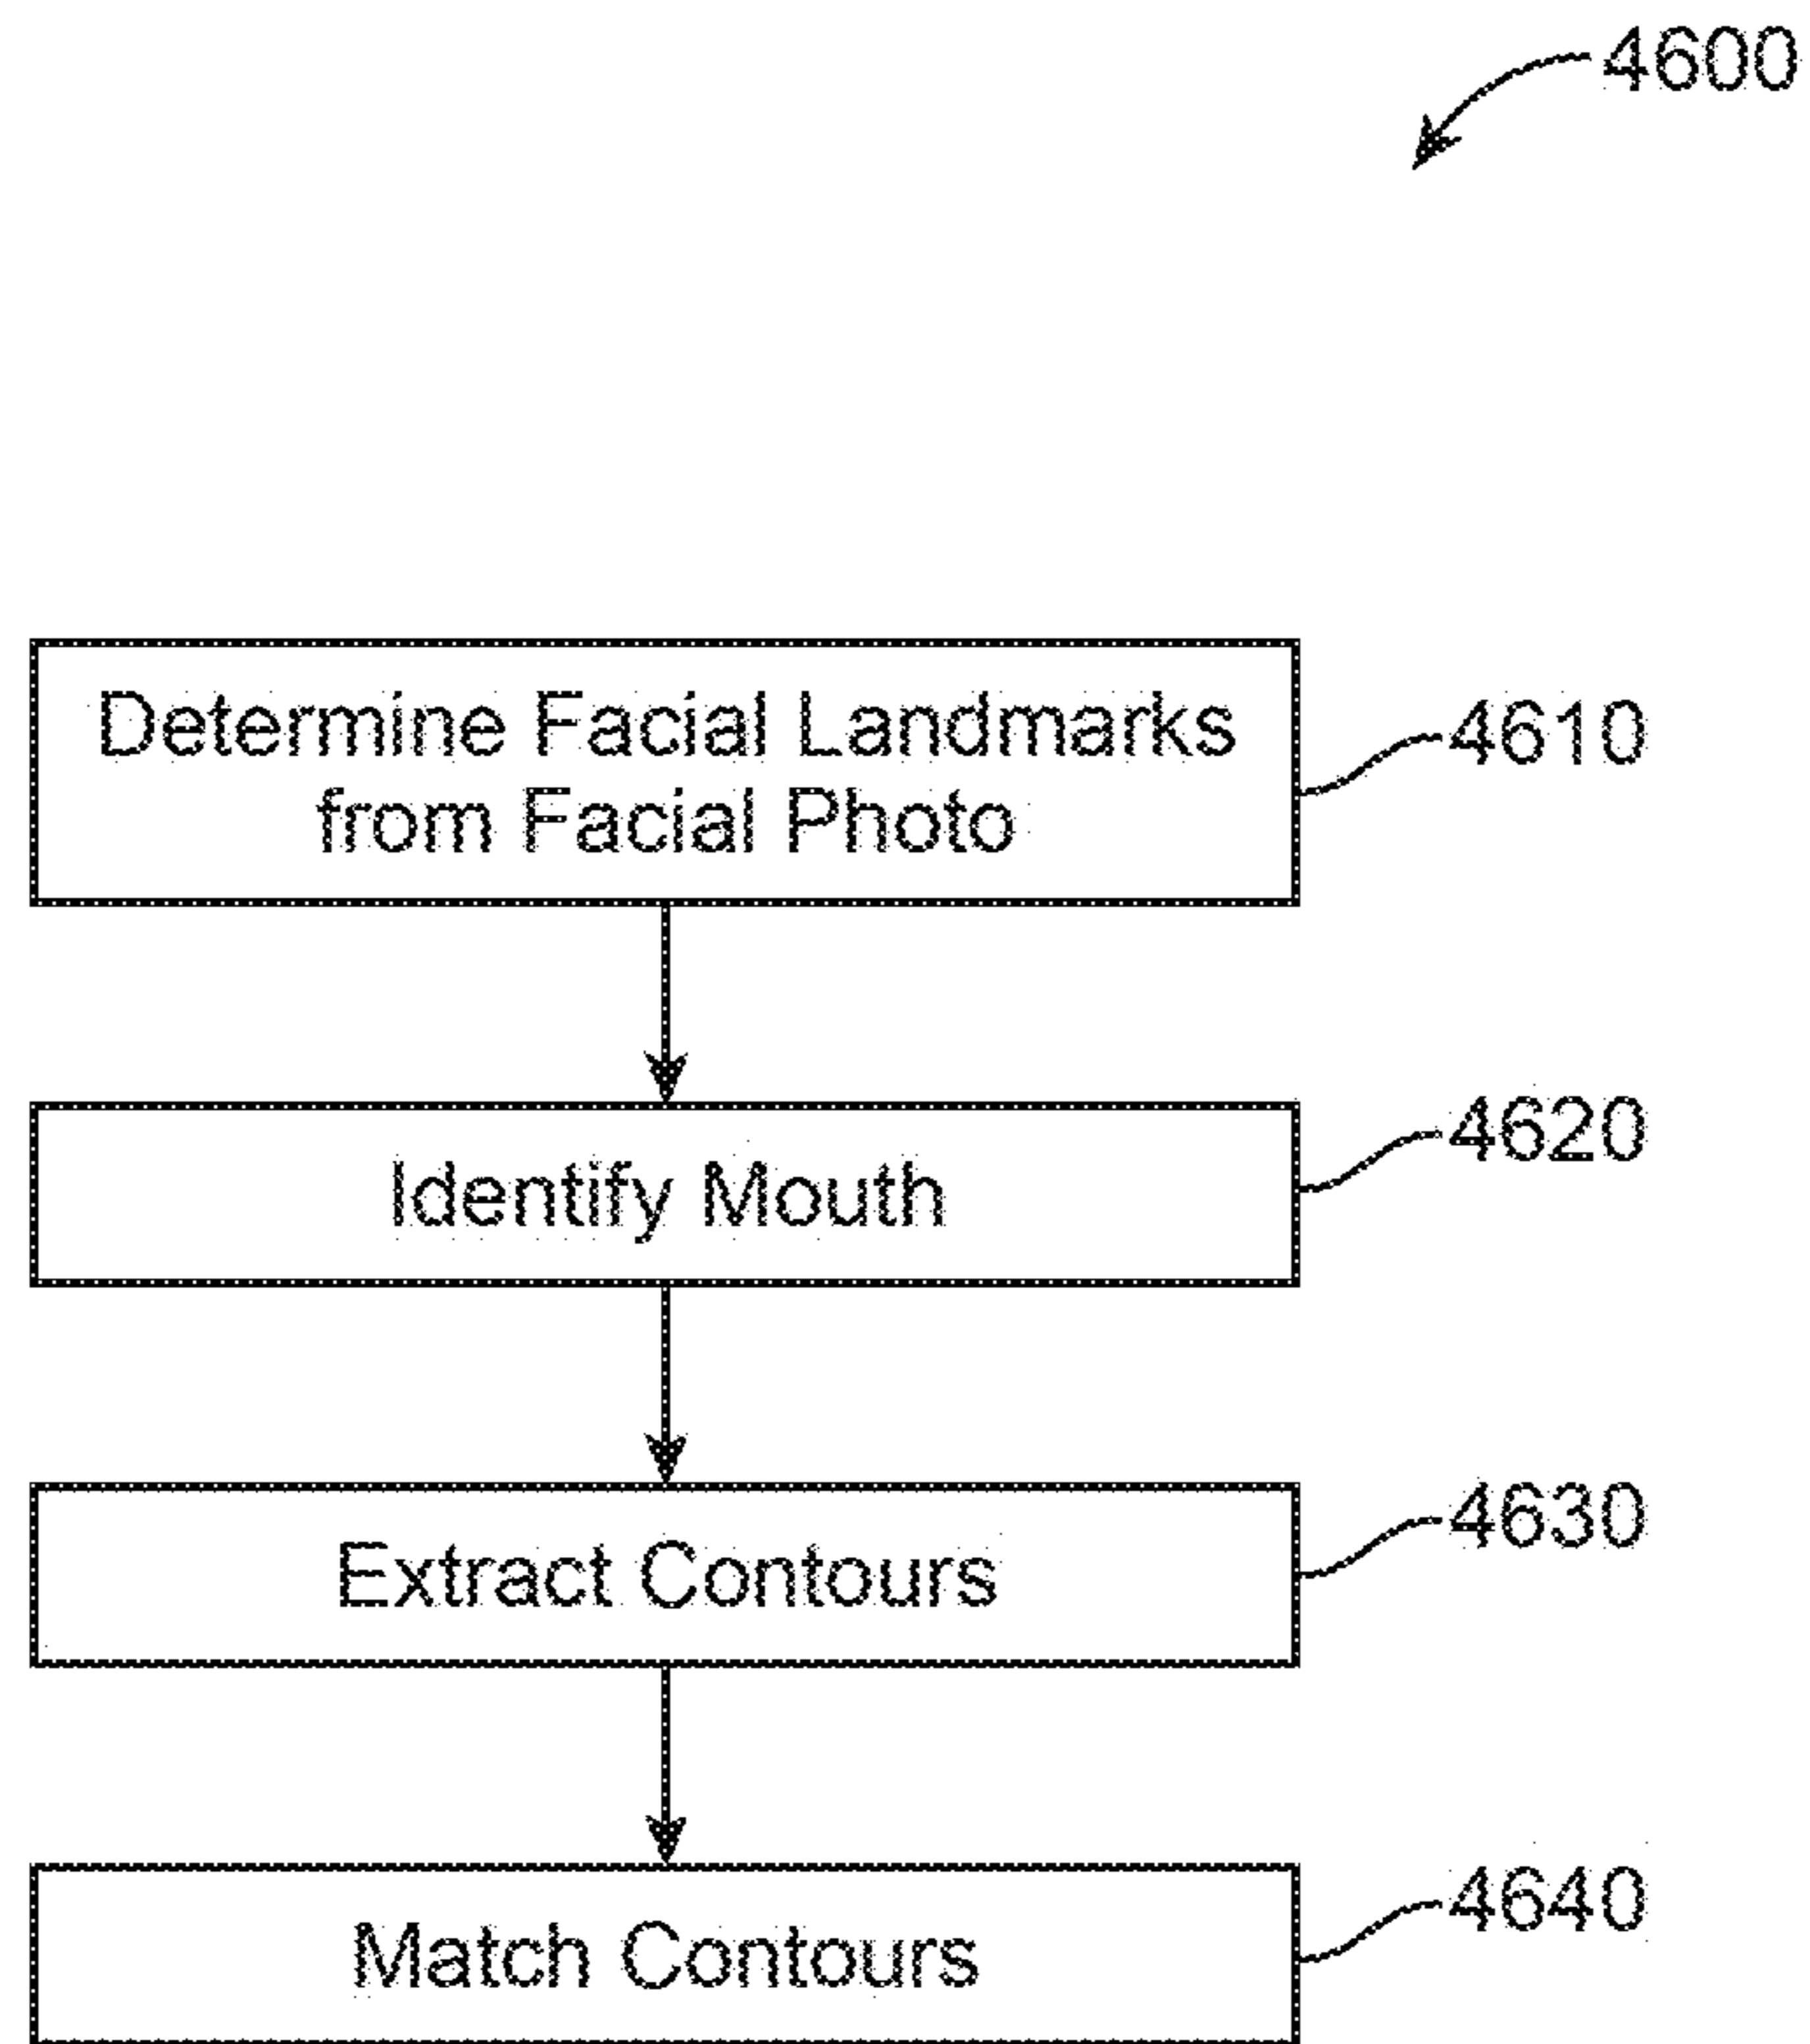 4600
Determine Facial Landmarks
from Facial Photo
4610
Identify Mouth
4620
Extract Contours
4630
Match Contours
4640